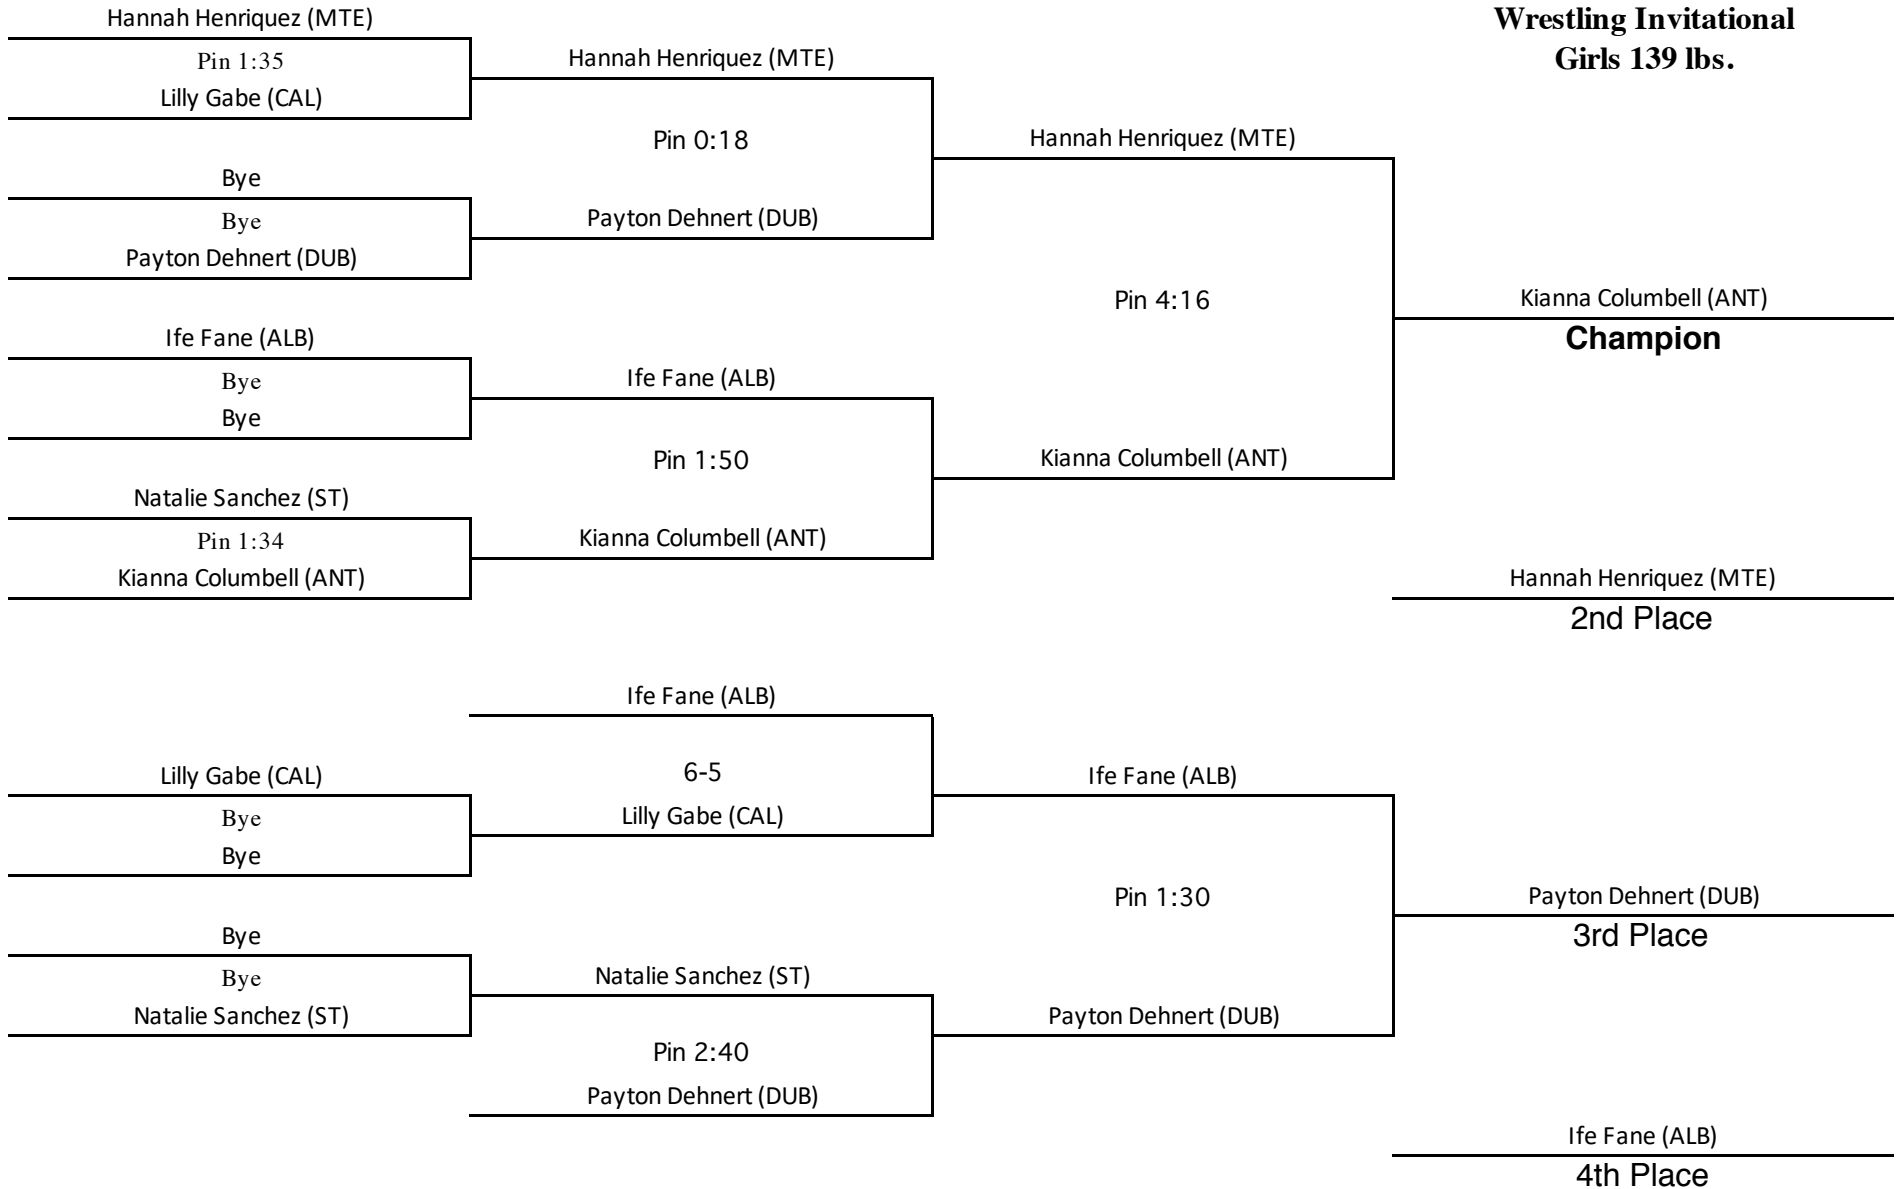 Hannah Henriquez (MTE)
Pin 1:35
Lilly Gabe (CAL)
Bye
Bye
Payton Dehnert (DUB)
Ife Fane (ALB)
Bye
Bye
Natalie Sanchez (ST)
Pin 1:34
Kianna Columbell (ANT)
Hannah Henriquez (MTE)
Pin 0:18
Payton Dehnert (DUB)
Ife Fane (ALB)
Pin 1:50
Kianna Columbell (ANT)
Hannah Henriquez (MTE)
Pin 4:16
Kianna Columbell (ANT)
Wrestling Invitational
Girls 139 lbs.
Kianna Columbell (ANT)
Champion
Hannah Henriquez (MTE)
2nd Place
Lilly Gabe (CAL)
Bye
Bye
Bye
Bye
Natalie Sanchez (ST)
Ife Fane (ALB)
6-5
Lilly Gabe (CAL)
Natalie Sanchez (ST)
Pin 2:40
Payton Dehnert (DUB)
Ife Fane (ALB)
Pin 1:30
Payton Dehnert (DUB)
Payton Dehnert (DUB)
3rd Place
Ife Fane (ALB)
4th Place